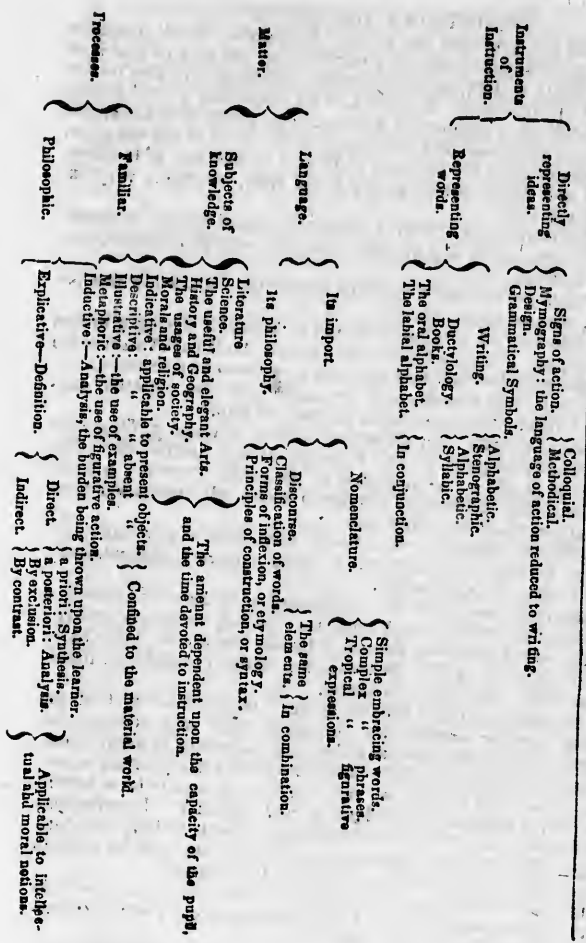 Instruments
of
Instruction.
Directly
representing
ideas.
Signs of action. { Colloquial.
{ Methodical.
Mymography: the language of action reduced to writing.
Design.
Grammatical Symbols.
Representing
words.
Writing. { Alphabetic.
{ Stenographic.
Ductylology. { Alphabetic.
{ Syllabic.
Books.
The oral alphabet.
The labial alphabet. } In conjunction.
Matter.
Language.
Its import.
Nomenclature.
Simple embracing words.
Complex " phrases.
Tropical " figurative
expressions.
Discourse.
The same
elements. } In combination.
Its philosophy.
Classification of words.
Forms of inflexion, or etymology.
Principles of construction, or syntax.
Subjects of
knowledge.
Literature
Science.
The useful and elegant Arts.
History and Geography.
The usages of society.
Morals and religion.
The amennt dependent upon the capacity of the pupil,
and the time devoted to instruction.
Processes.
Familiar.
Indicative: applicable to present objects.
Descriptive: " " absent "
Illustrative:—the use of examples.
Metaphoric:—the use of figurative action.
Inductive:—Analysis, the burden being thrown upon the learner.
Confined to the material world.
Philosophic.
Explicative—Definition.
Direct. { a priori: Synthesis.
{ a posteriori: Analysis.
Indirect. { By exclusion.
{ By contrast.
Applicable to intellec-
tual ahd moral notions.